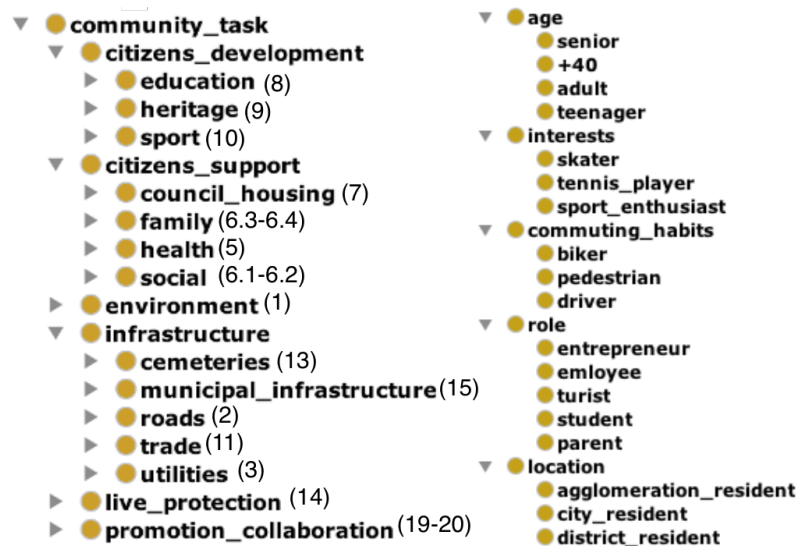 community_task
citizens_development
education (8)
heritage (9)
sport (10)
citizens_support
council_housing (7)
family (6.3-6.4)
health (5)
social (6.1-6.2)
environment (1)
infrastructure
cemeteries (13)
municipal_infrastructure (15)
roads (2)
trade (11)
utilities (3)
live_protection (14)
promotion_collaboration (19-20)
age
senior
+40
adult
teenager
interests
skater
tennis_player
sport_enthusiast
commuting_habits
biker
pedestrian
driver
role
entrepreneur
emloyee
turist
student
parent
location
agglomeration_resident
city_resident
district_resident